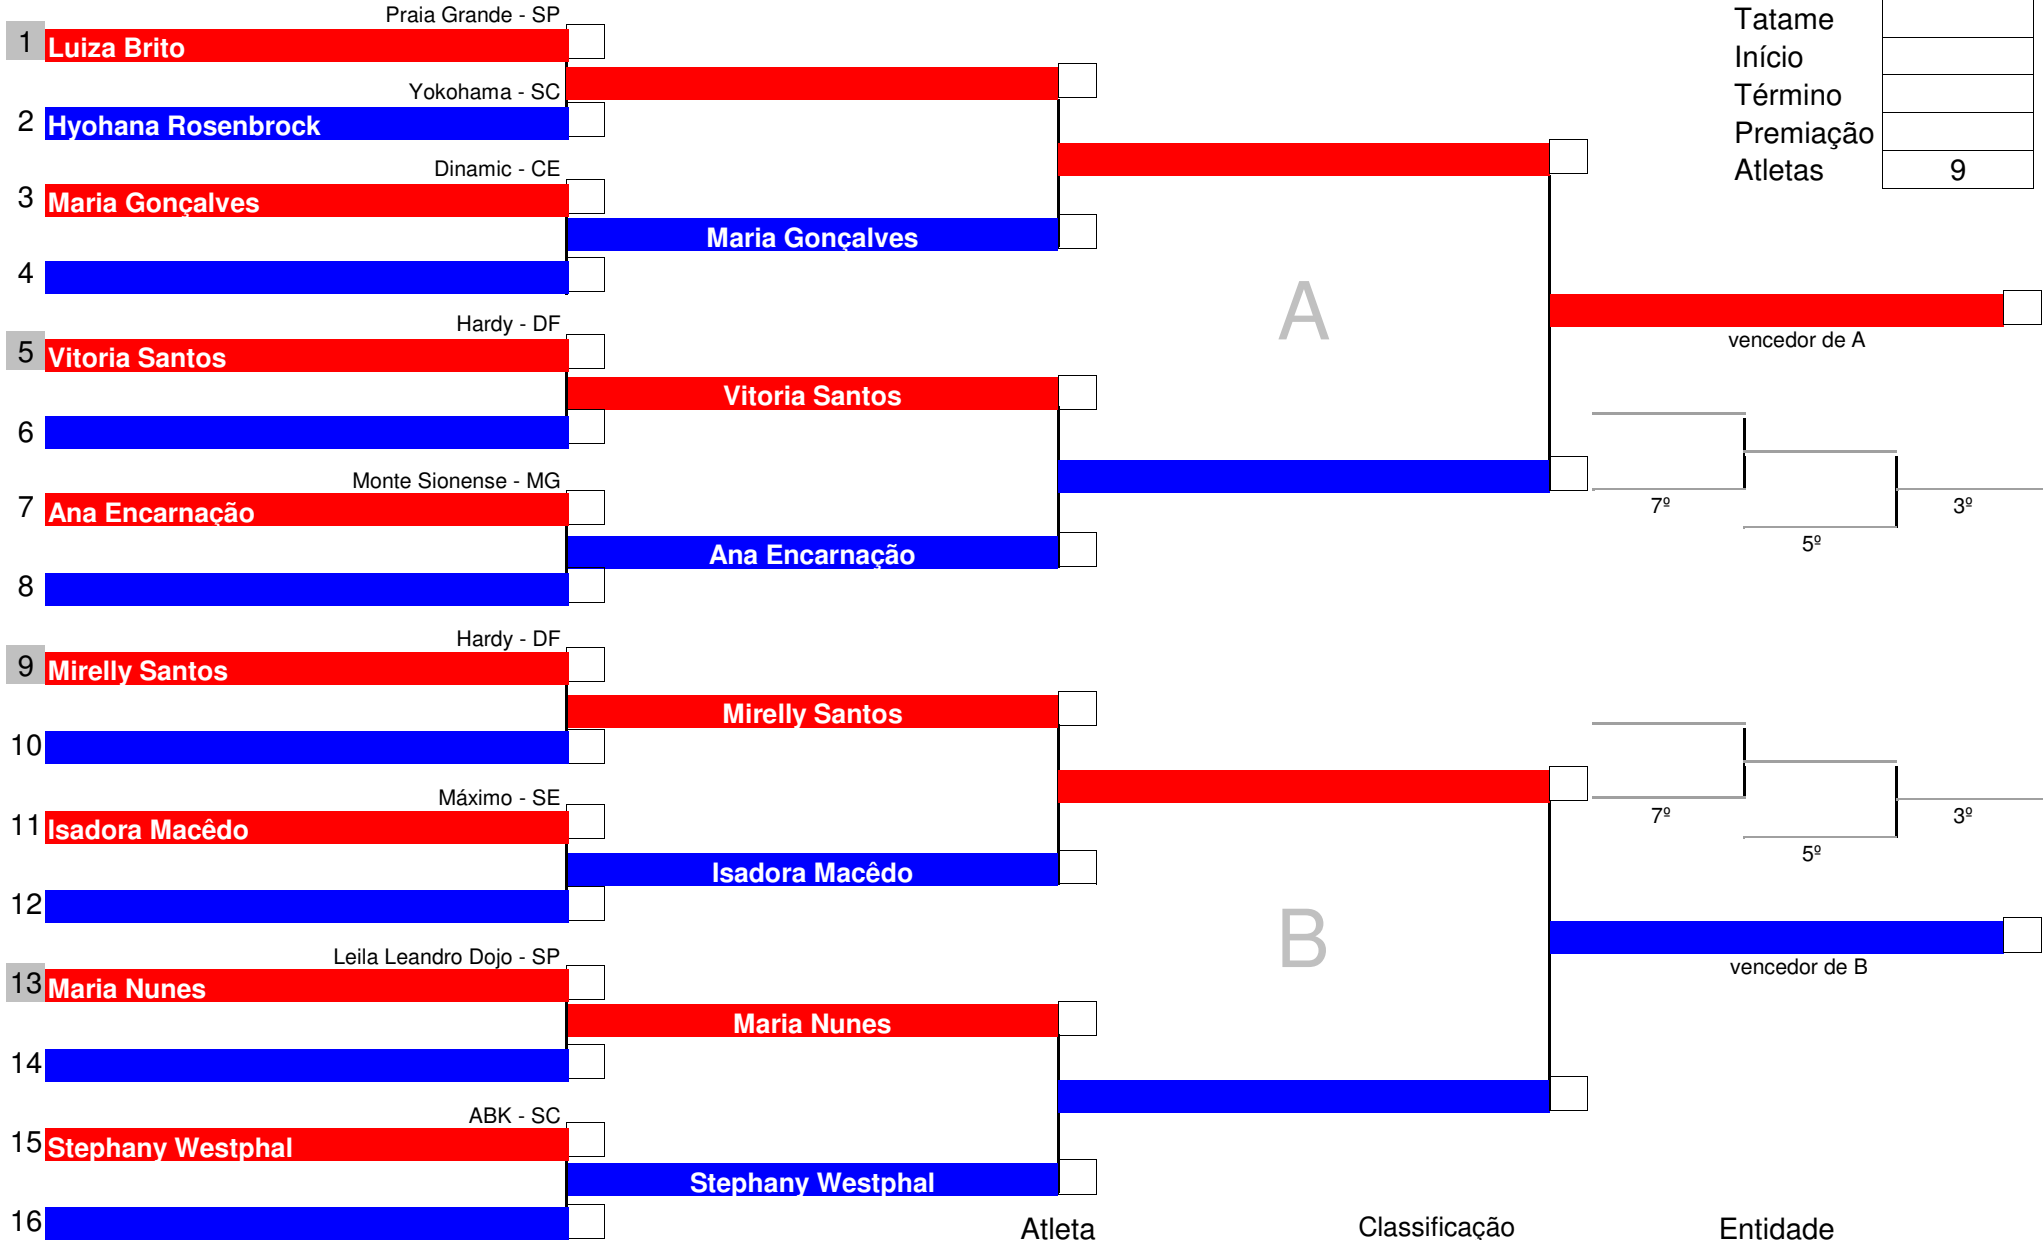 Praia Grande - SP
1 Luiza Brito
Yokohama - SC
2 Hyohana Rosenbrock
Dinamic - CE
3 Maria Gonçalves
Maria Gonçalves
4
Hardy - DF
5 Vitoria Santos
Vitoria Santos
6
Monte Sionense - MG
7 Ana Encarnação
Ana Encarnação
8
Hardy - DF
9 Mirelly Santos
Mirelly Santos
10
Máximo - SE
11 Isadora Macêdo
Isadora Macêdo
12
Leila Leandro Dojo - SP
13 Maria Nunes
Maria Nunes
14
ABK - SC
15 Stephany Westphal
Stephany Westphal
16
Tatame
Início
Término
Premiação
Atletas 9
A
vencedor de A
7º
5º
3º
7º
5º
3º
B
vencedor de B
Atleta Classificação Entidade